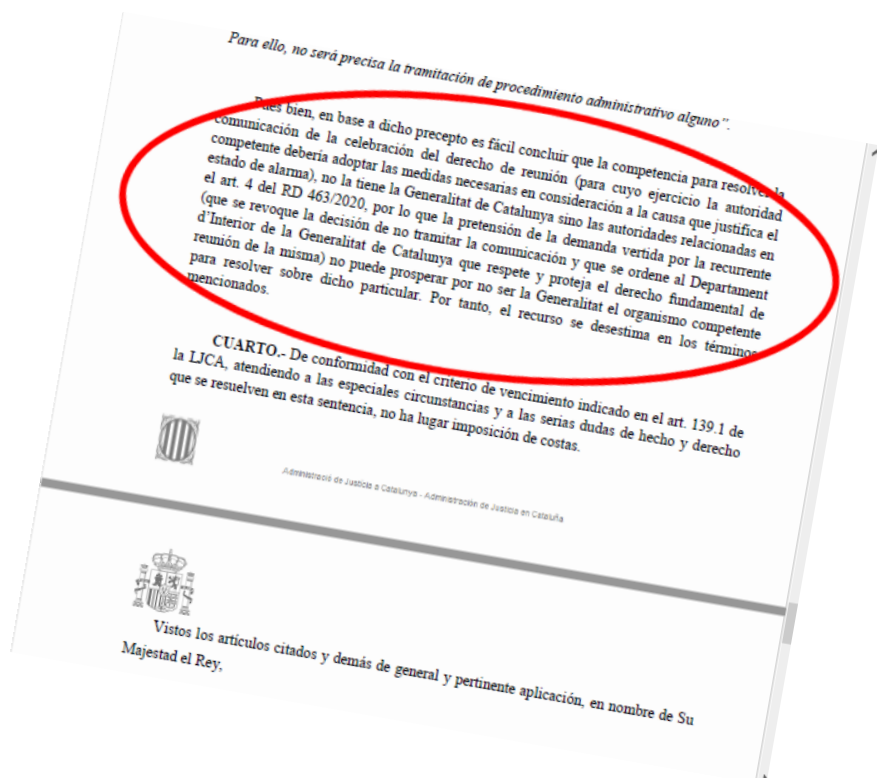 Para ello, no será precisa la tramitación de procedimiento administrativo alguno".
Pues bien, en base a dicho precepto es fácil concluir que la competencia para resolver la
comunicación de la celebración del derecho de reunión (para cuyo ejercicio la autoridad
competente debería adoptar las medidas necesarias en consideración a la causa que justifica el
estado de alarma), no la tiene la Generalitat de Catalunya sino las autoridades relacionadas en
el art. 4 del RD 463/2020, por lo que la pretensión de la demanda vertida por la recurrente
(que se revoque la decisión de no tramitar la comunicación y que se ordene al Departament
d'Interior de la Generalitat de Catalunya que respete y proteja el derecho fundamental de
reunión de la misma) no puede prosperar por no ser la Generalitat el organismo competente
para resolver sobre dicho particular. Por tanto, el recurso se desestima en los términos
mencionados.
CUARTO.- De conformidad con el criterio de vencimiento indicado en el art. 139.1 de
la LJCA, atendiendo a las especiales circunstancias y a las serias dudas de hecho y derecho
que se resuelven en esta sentencia, no ha lugar imposición de costas.
Administració de Justícia a Catalunya - Administración de Justicia en Cataluña
Vistos los artículos citados y demás de general y pertinente aplicación, en nombre de Su
Majestad el Rey,